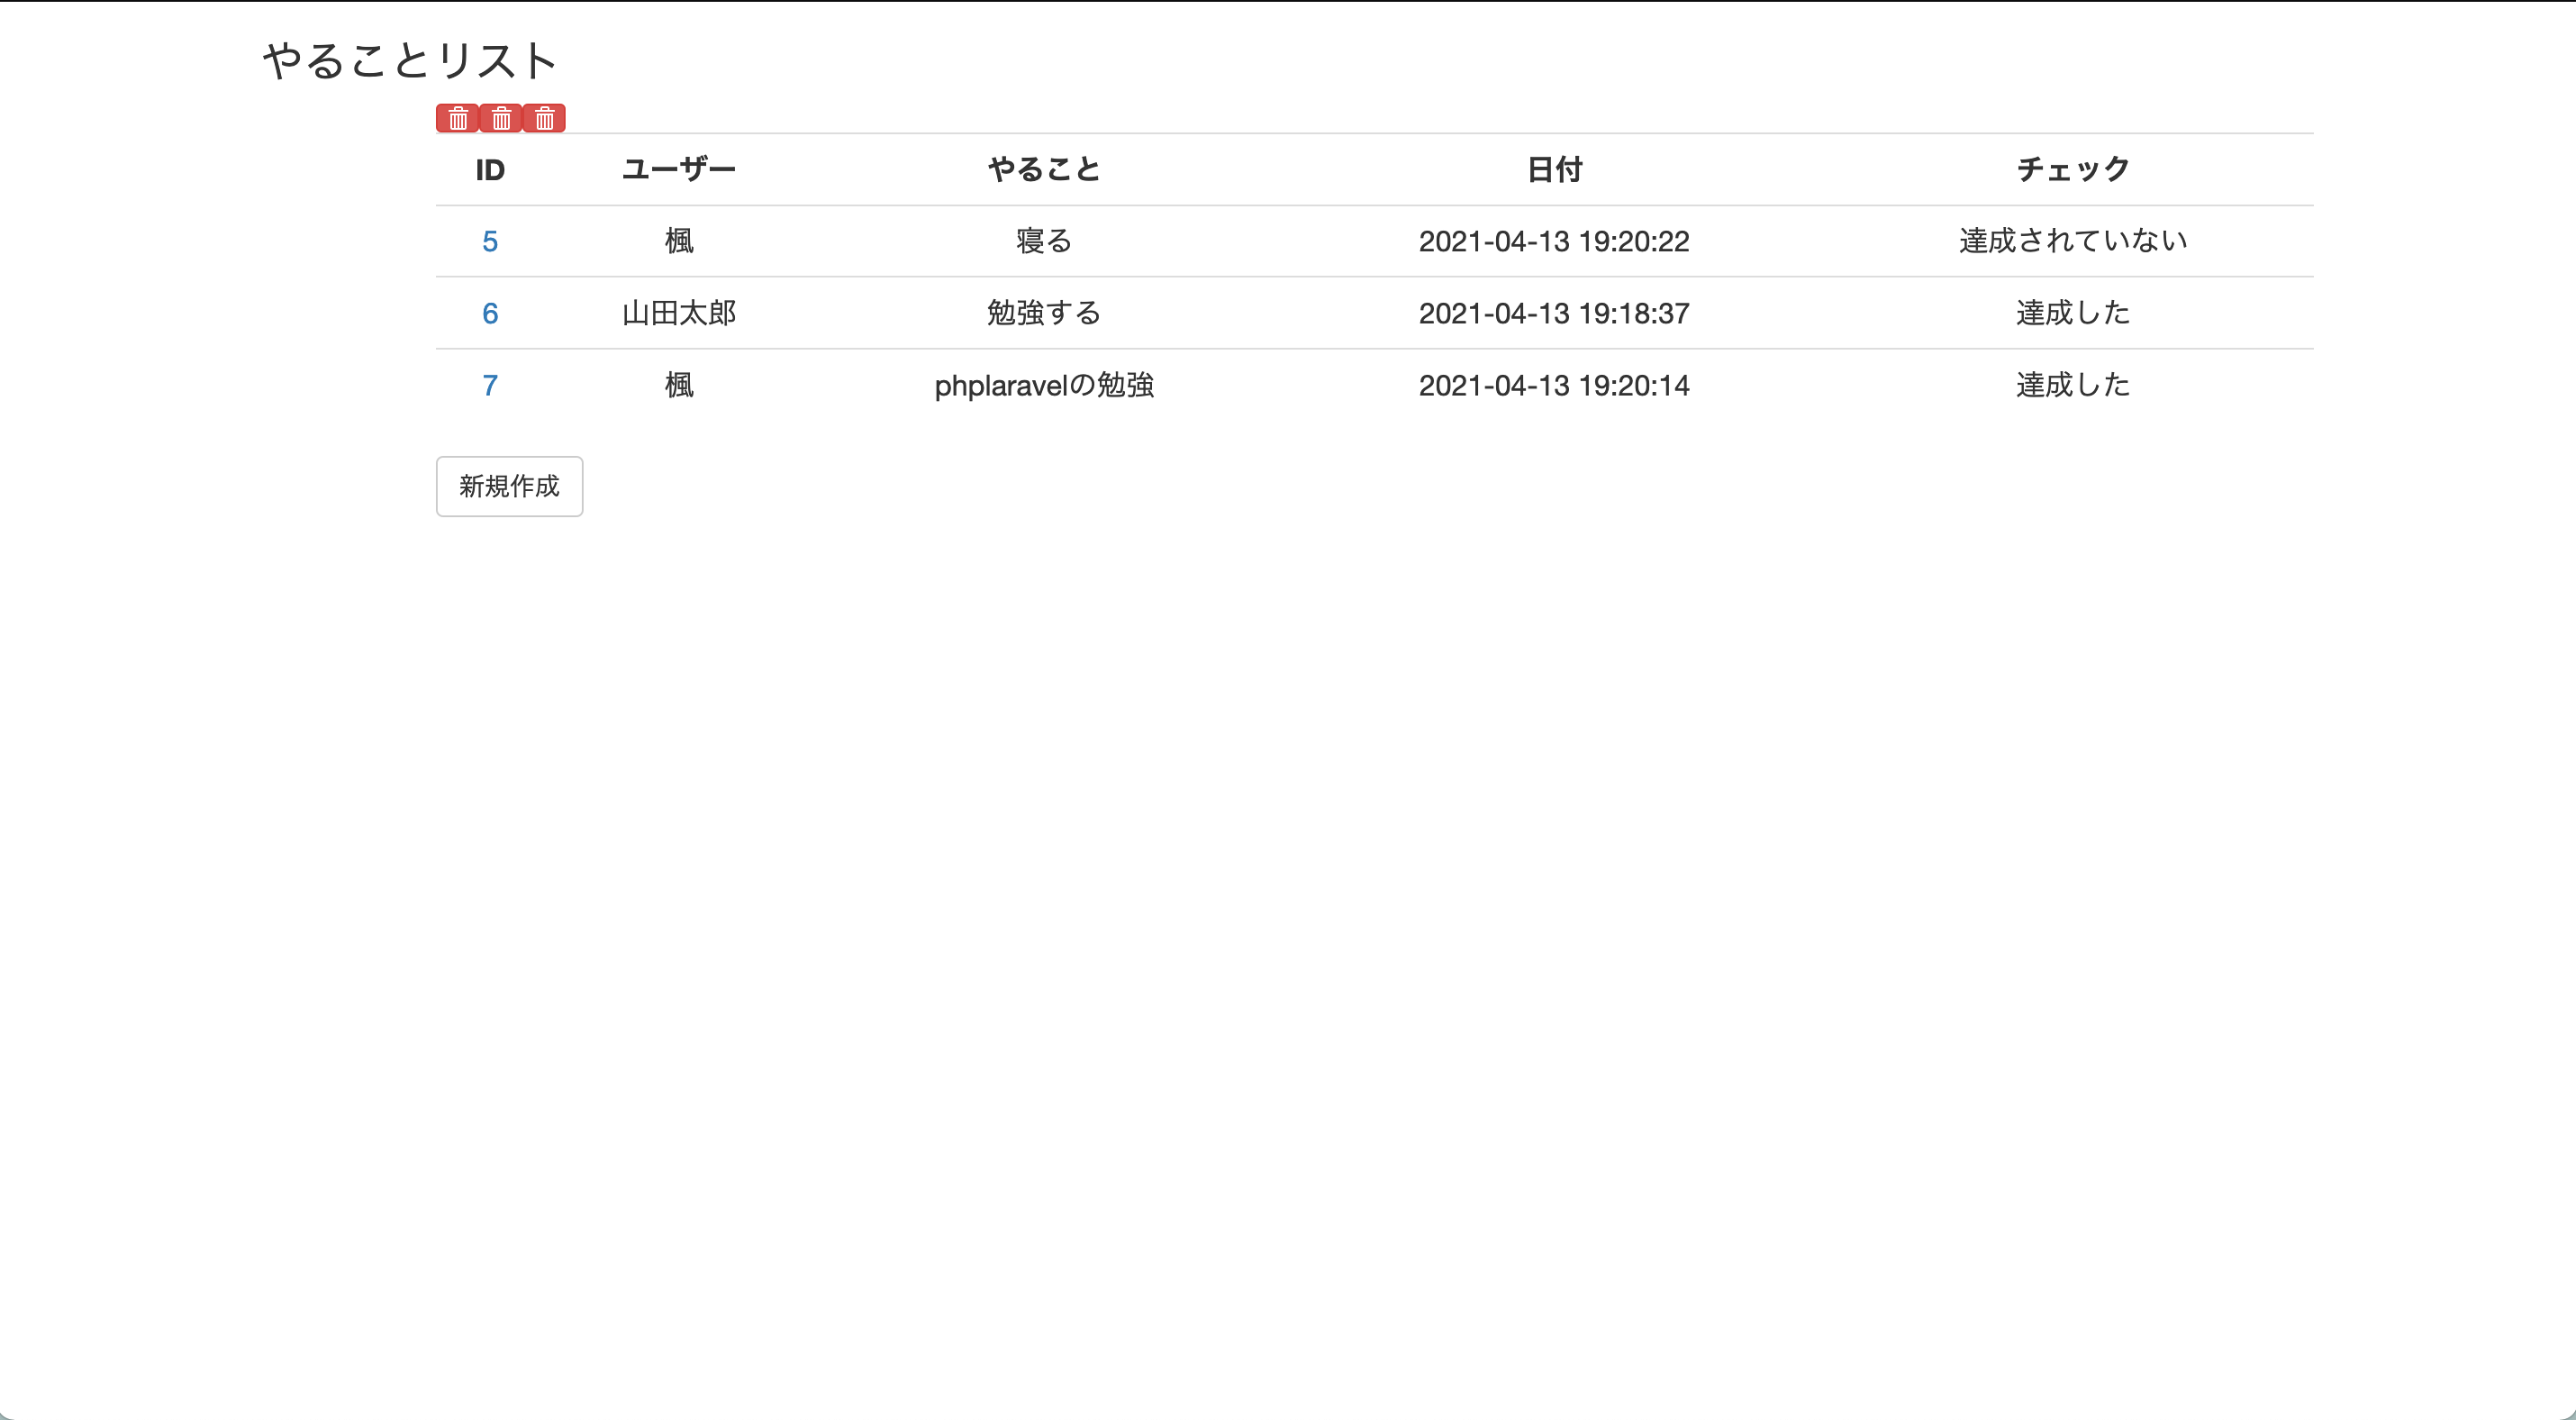 やることリスト
ID ユーザー やること 日付 チェック
5 楓 寝る 2021-04-13 19:20:22 達成されていない
6 山田太郎 勉強する 2021-04-13 19:18:37 達成した
7 楓 phplaravelの勉強 2021-04-13 19:20:14 達成した
新規作成